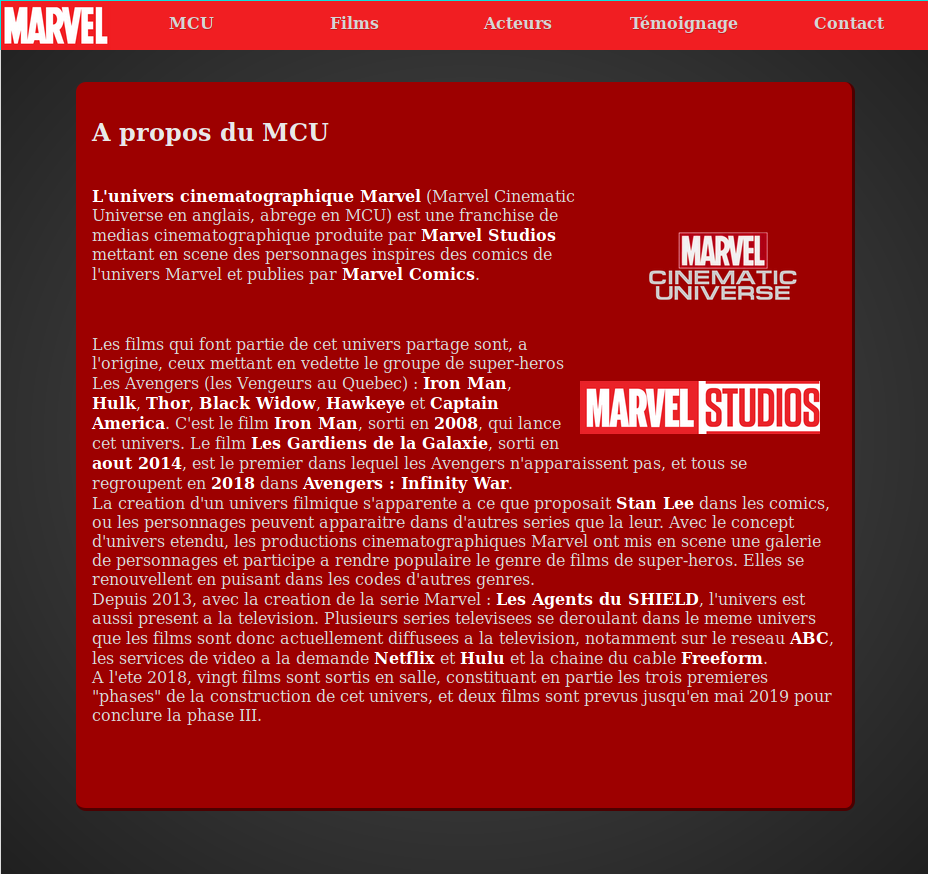 MARVEL MCU Films Acteurs Témoignage Contact
A propos du MCU
L'univers cinematographique Marvel (Marvel Cinematic
Universe en anglais, abrege en MCU) est une franchise de
medias cinematographique produite par Marvel Studios
mettant en scene des personnages inspires des comics de
l'univers Marvel et publies par Marvel Comics.
MARVEL
CINEMATIC
UNIVERSE
Les films qui font partie de cet univers partage sont, a
l'origine, ceux mettant en vedette le groupe de super-heros
Les Avengers (les Vengeurs au Quebec) : Iron Man,
Hulk, Thor, Black Widow, Hawkeye et Captain
America. C'est le film Iron Man, sorti en 2008, qui lance
cet univers. Le film Les Gardiens de la Galaxie, sorti en
MARVEL STUDIOS
aout 2014, est le premier dans lequel les Avengers n'apparaissent pas, et tous se
regroupent en 2018 dans Avengers : Infinity War.
La creation d'un univers filmique s'apparente a ce que proposait Stan Lee dans les comics,
ou les personnages peuvent apparaitre dans d'autres series que la leur. Avec le concept
d'univers etendu, les productions cinematographiques Marvel ont mis en scene une galerie
de personnages et participe a rendre populaire le genre de films de super-heros. Elles se
renouvellent en puisant dans les codes d'autres genres.
Depuis 2013, avec la creation de la serie Marvel : Les Agents du SHIELD, l'univers est
aussi present a la television. Plusieurs series televisees se deroulant dans le meme univers
que les films sont donc actuellement diffusees a la television, notamment sur le reseau ABC,
les services de video a la demande Netflix et Hulu et la chaine du cable Freeform.
A l'ete 2018, vingt films sont sortis en salle, constituant en partie les trois premieres
"phases" de la construction de cet univers, et deux films sont prevus jusqu'en mai 2019 pour
conclure la phase III.